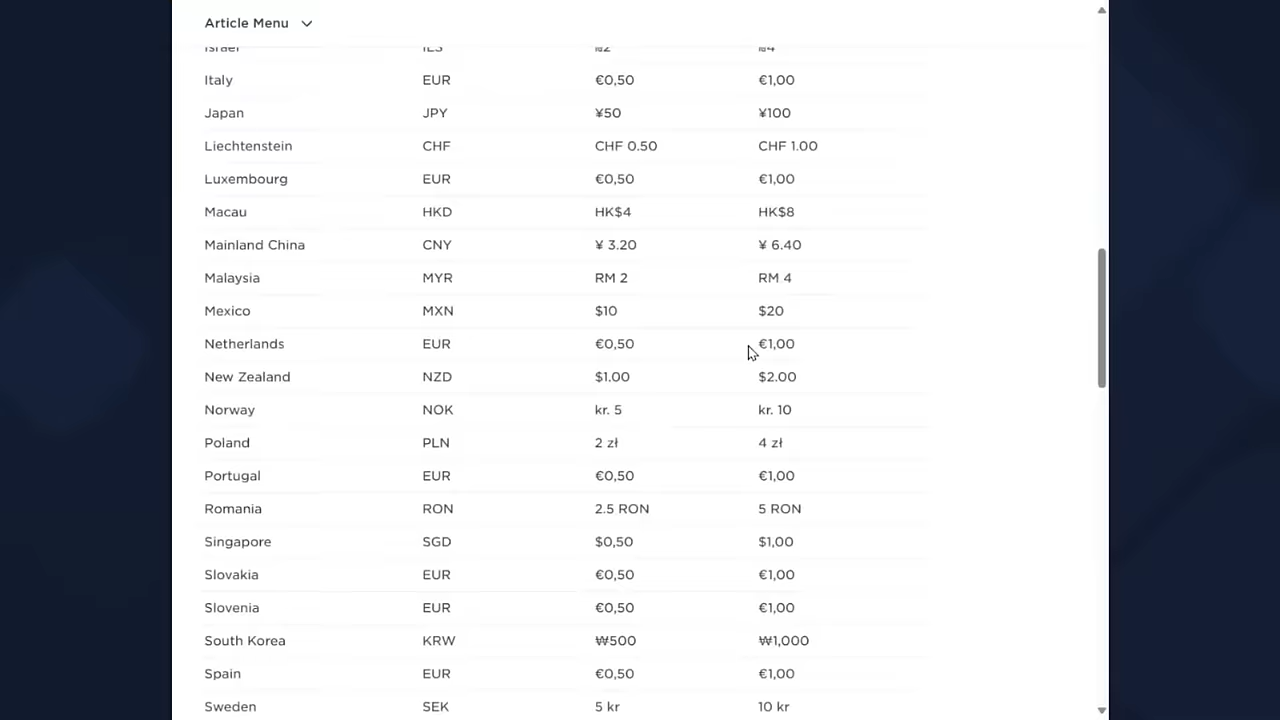 Article Menu
Israel ILS ₪2 ₪4
Italy EUR €0,50 €1,00
Japan JPY ¥50 ¥100
Liechtenstein CHF CHF 0.50 CHF 1.00
Luxembourg EUR €0,50 €1,00
Macau HKD HK$4 HK$8
Mainland China CNY ¥ 3.20 ¥ 6.40
Malaysia MYR RM 2 RM 4
Mexico MXN $10 $20
Netherlands EUR €0,50 €1,00
New Zealand NZD $1.00 $2.00
Norway NOK kr. 5 kr. 10
Poland PLN 2 zł 4 zł
Portugal EUR €0,50 €1,00
Romania RON 2.5 RON 5 RON
Singapore SGD $0,50 $1,00
Slovakia EUR €0,50 €1,00
Slovenia EUR €0,50 €1,00
South Korea KRW ₩500 ₩1,000
Spain EUR €0,50 €1,00
Sweden SEK 5 kr 10 kr